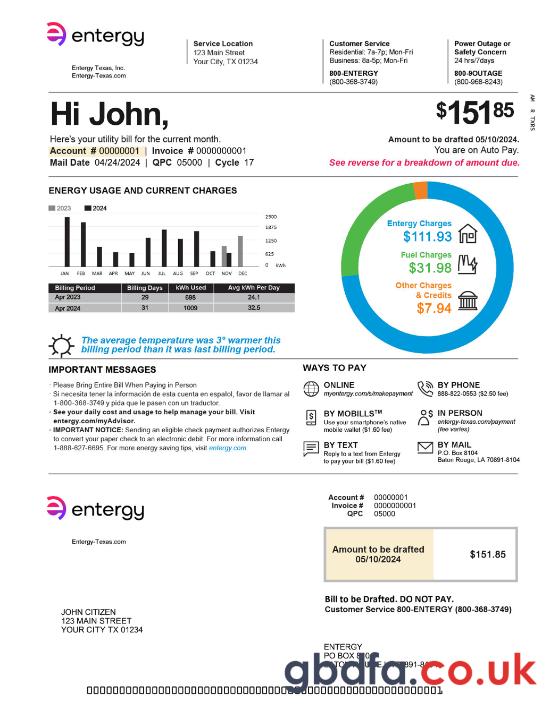 entergy
Entergy Texas, Inc.
Entergy-Texas.com
Service Location
123 Main Street
Your City, TX 01234
Customer Service
Residential: 7a-7p; Mon-Fri
Business: 8a-5p; Mon-Fri
800-ENTERGY
(800-368-3749)
Power Outage or
Safety Concern
24 hrs/7days
800-9OUTAGE
(800-968-8243)
Hi John,
$151.85
Here's your utility bill for the current month.
Account # 00000001 | Invoice # 0000000001
Mail Date 04/24/2024 | QPC 05000 | Cycle 17
Amount to be drafted 05/10/2024.
You are on Auto Pay.
See reverse for a breakdown of amount due.
ENERGY USAGE AND CURRENT CHARGES
2023 2024
2500
1875
1250
625
0 kWh
JAN FEB MAR APR MAY JUN JUL AUG SEP OCT NOV DEC
Billing Period Billing Days kWh Used Avg kWh Per Day
Apr 2023 29 698 24.1
Apr 2024 31 1009 32.5
The average temperature was 3° warmer this
billing period than it was last billing period.
Entergy Charges
$111.93
Fuel Charges
$31.98
Other Charges
& Credits
$7.94
IMPORTANT MESSAGES
· Please Bring Entire Bill When Paying in Person
· Si necesita tener la información de esta cuenta en español, favor de llamar al
1-800-368-3749 y pida que le pasen con un traductor.
· See your daily cost and usage to help manage your bill. Visit
entergy.com/myAdvisor.
· IMPORTANT NOTICE: Sending an eligible check payment authorizes Entergy
to convert your paper check to an electronic debit. For more information call
1-888-627-6695. For more energy saving tips, visit entergy.com
WAYS TO PAY
ONLINE
myentergy.com/s/makepayment
BY PHONE
888-822-0553 ($2.50 fee)
BY MOBILLS™
Use your smartphone's native
mobile wallet ($1.60 fee)
IN PERSON
entergy-texas.com/payment
(fee varies)
BY TEXT
Reply to a text from Entergy
to pay your bill ($1.60 fee)
BY MAIL
P.O. Box 8104
Baton Rouge, LA 70891-8104
entergy
Entergy-Texas.com
Account # 00000001
Invoice # 0000000001
QPC 05000
Amount to be drafted
05/10/2024
$151.85
Bill to be Drafted. DO NOT PAY.
Customer Service 800-ENTERGY (800-368-3749)
JOHN CITIZEN
123 MAIN STREET
YOUR CITY TX 01234
ENTERGY
PO BOX
gbdfa.co.uk